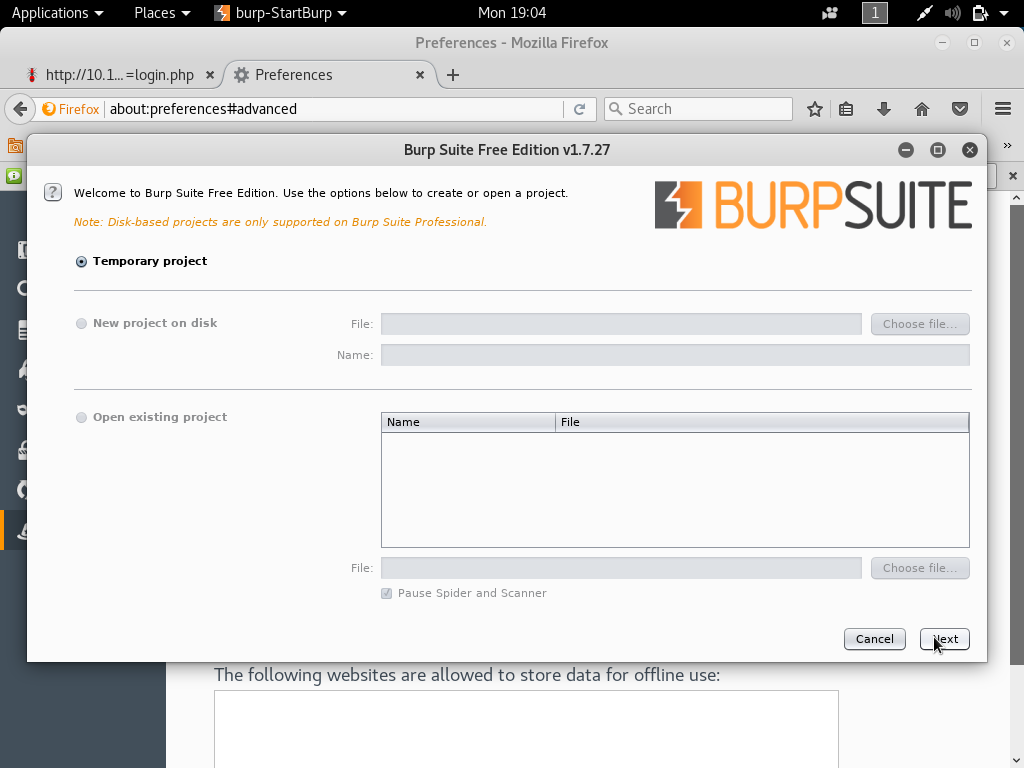 Applications Places burp-StartBurp Mon 19:04 1
Preferences - Mozilla Firefox
http://10.1...=login.php Preferences
Firefox about:preferences#advanced Search
Burp Suite Free Edition v1.7.27
? Welcome to Burp Suite Free Edition. Use the options below to create or open a project.
BURPSUITE
Note: Disk-based projects are only supported on Burp Suite Professional.
Temporary project
New project on disk File: Choose file...
Name:
Open existing project
Name File
File: Choose file...
Pause Spider and Scanner
Cancel Next
The following websites are allowed to store data for offline use: